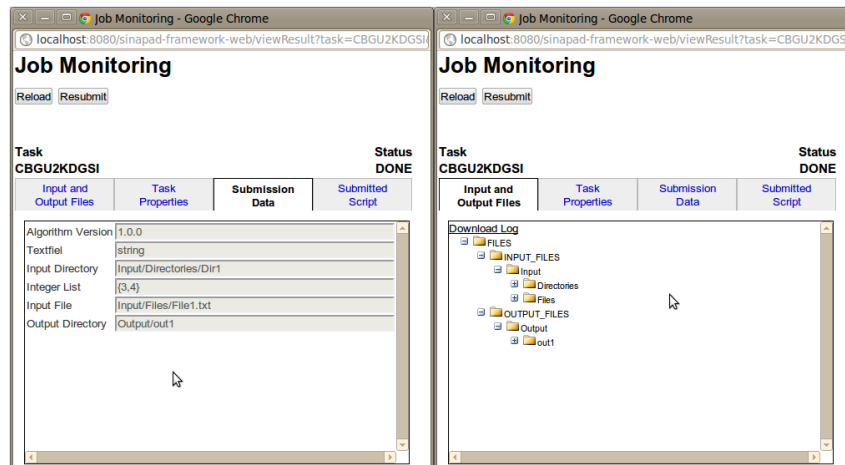 Job Monitoring - Google Chrome
localhost:8080/sinapad-framework-web/viewResult?task=CBGU2KDGSI
Job Monitoring
Reload Resubmit
Task Status
CBGU2KDGSI DONE
Input and Output Files
Task Properties
Submission Data
Submitted Script
Algorithm Version 1.0.0
Textfiel string
Input Directory Input/Directories/Dir1
Integer List {3,4}
Input File Input/Files/File1.txt
Output Directory Output/out1
Job Monitoring - Google Chrome
localhost:8080/sinapad-framework-web/viewResult?task=CBGU2KDGS
Job Monitoring
Reload Resubmit
Task Status
CBGU2KDGSI DONE
Input and Output Files
Task Properties
Submission Data
Submitted Script
Download Log
FILES
INPUT_FILES
Input
Directories
Files
OUTPUT_FILES
Output
out1